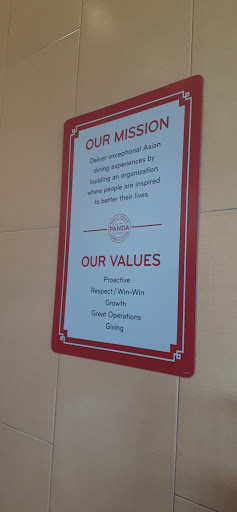 OUR MISSION
Deliver exceptional Asian
dining experiences by
building an organization
where people are inspired
to better their lives.
PANDA
OUR VALUES
Proactive
Respect / Win-Win
Growth
Great Operations
Giving